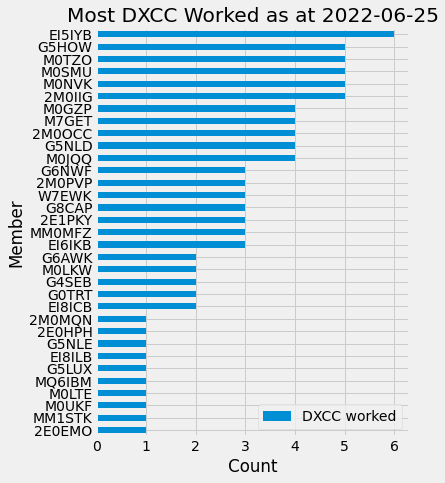 Most DXCC Worked as at 2022-06-25
EI5IYB
G5HOW
M0TZO
M0SMU
M0NVK
2M0IIG
M0GZP
M7GET
2M0OCC
G5NLD
M0JQQ
G6NWF
2M0PVP
W7EWK
G8CAP
2E1PKY
MM0MFZ
EI6IKB
G6AWK
M0LKW
G4SEB
G0TRT
EI8ICB
2M0MQN
2E0HPH
G5NLE
EI8ILB
G5LUX
MQ6IBM
M0LTE
M0UKF
MM1STK
2E0EMO
Member
DXCC worked
0 1 2 3 4 5 6
Count